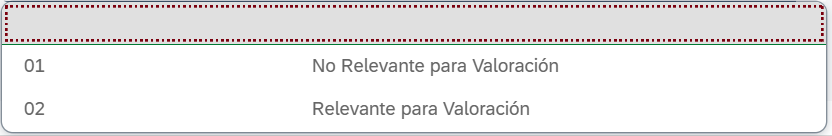 01 No Relevante para Valoración
02 Relevante para Valoración